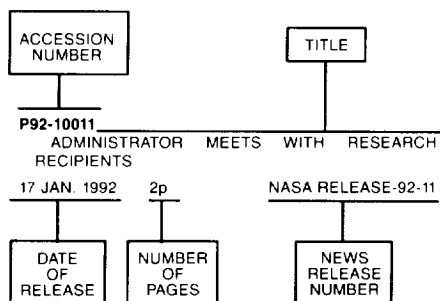 ACCESSION
NUMBER
TITLE
P92-10011
ADMINISTRATOR MEETS WITH RESEARCH
RECIPIENTS
17 JAN. 1992 2p NASA RELEASE-92-11
DATE
OF
RELEASE
NUMBER
OF
PAGES
NEWS
RELEASE
NUMBER